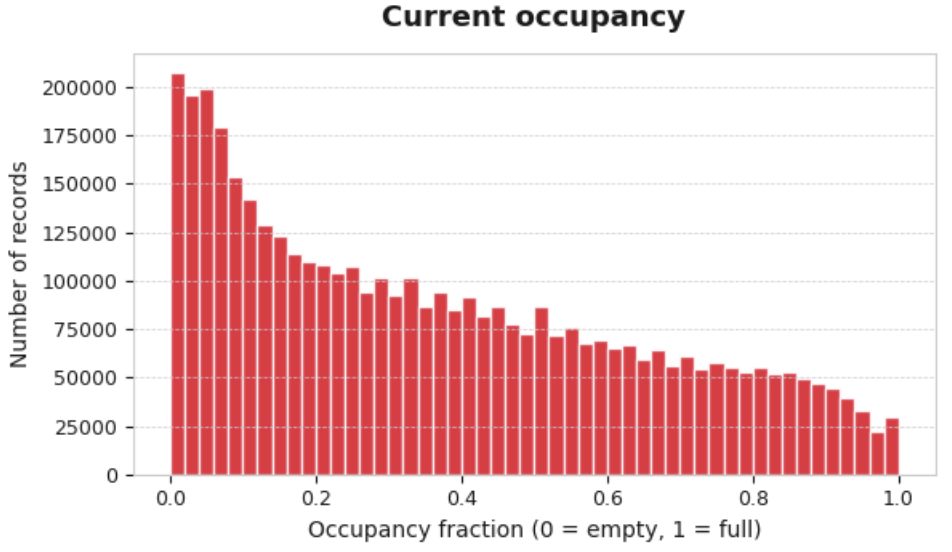 Current occupancy
Number of records
200000
175000
150000
125000
100000
75000
50000
25000
0
0.0 0.2 0.4 0.6 0.8 1.0
Occupancy fraction (0 = empty, 1 = full)